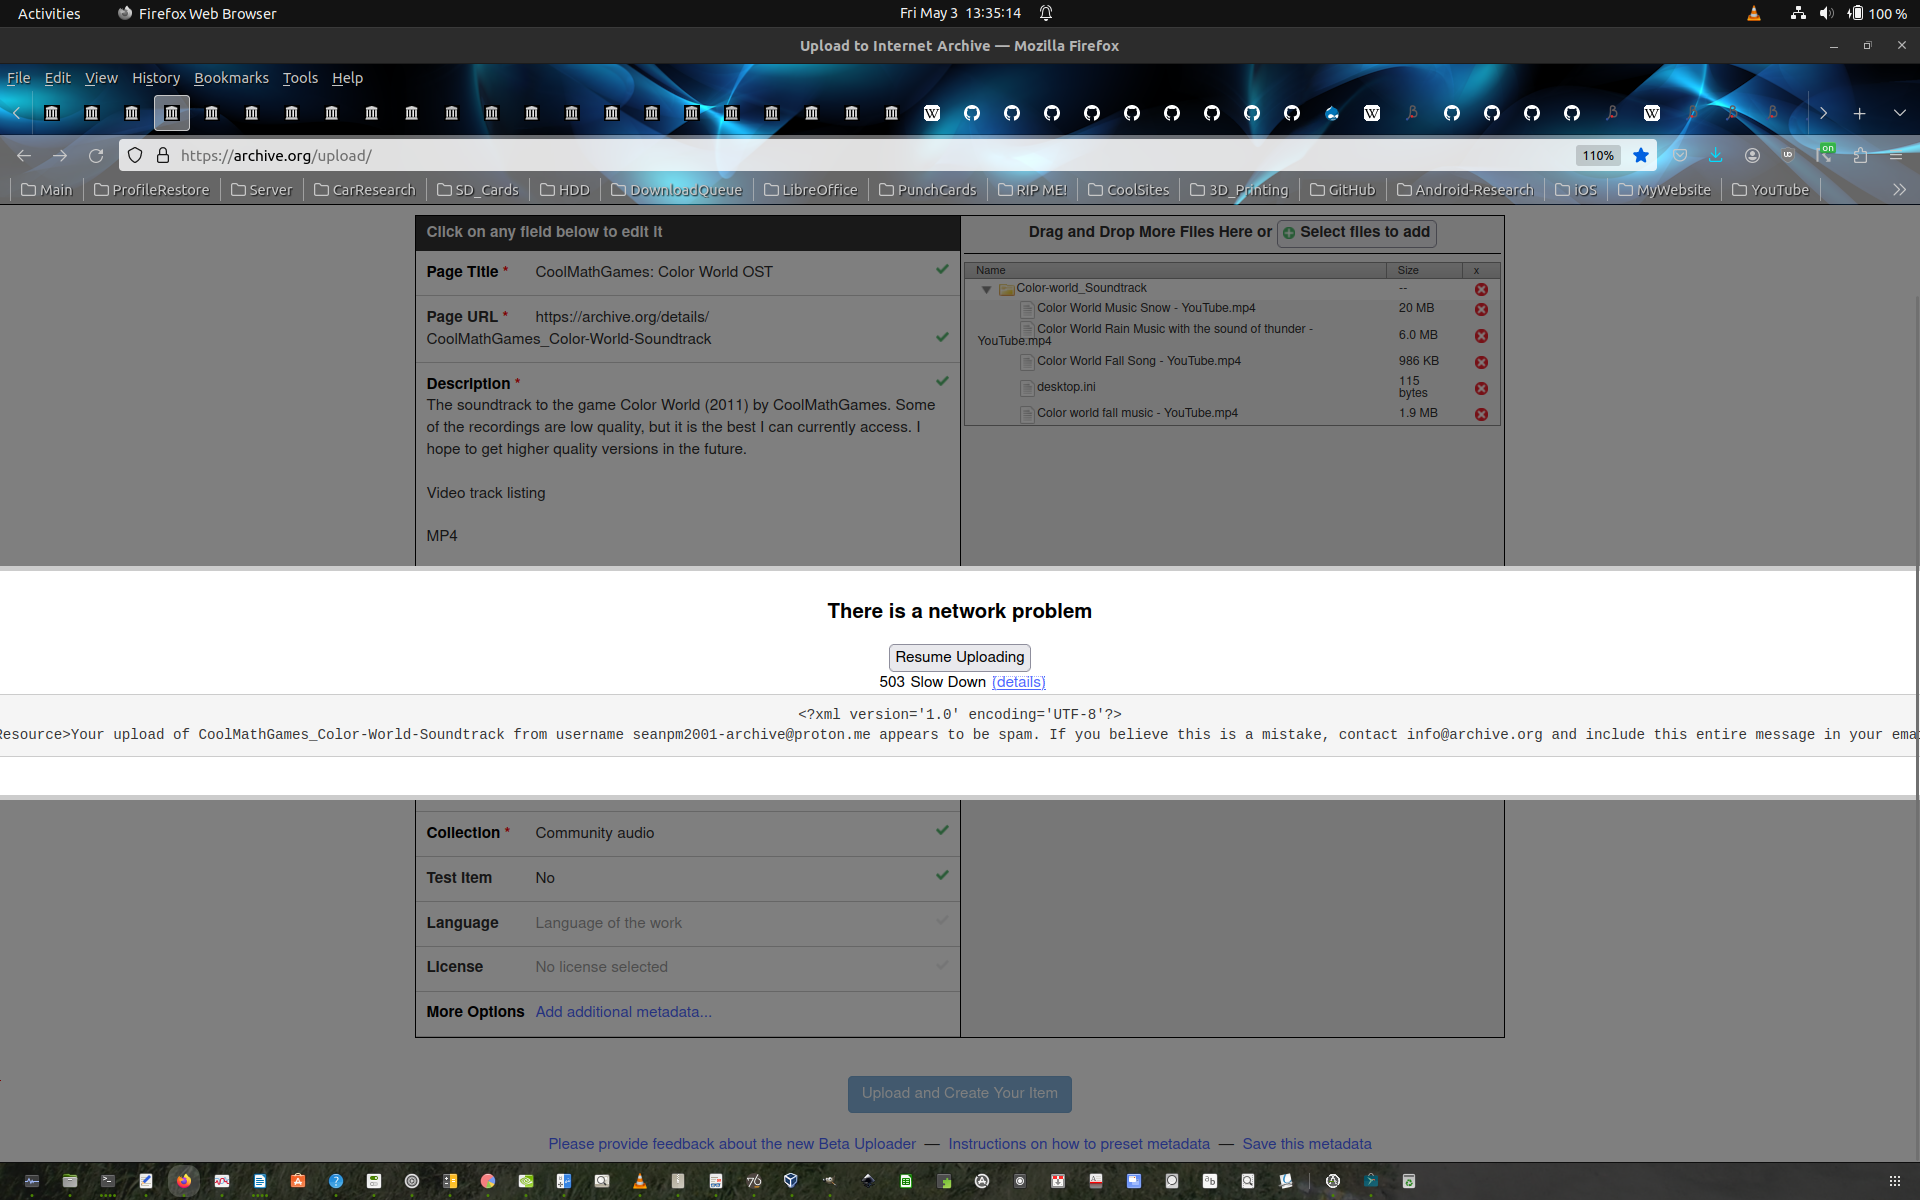 Activities
Firefox Web Browser
Fri May 3 13:35:14
100 %
Upload to Internet Archive — Mozilla Firefox
File Edit View History Bookmarks Tools Help
https://archive.org/upload/
110%
on
Main
ProfileRestore
Server
CarResearch
SD_Cards
HDD
DownloadQueue
LibreOffice
PunchCards
RIP ME!
CoolSites
3D_Printing
GitHub
Android-Research
iOS
MyWebsite
YouTube
Click on any field below to edit it
Page Title * CoolMathGames: Color World OST
Page URL * https://archive.org/details/
CoolMathGames_Color-World-Soundtrack
Description *
The soundtrack to the game Color World (2011) by CoolMathGames. Some
of the recordings are low quality, but it is the best I can currently access. I
hope to get higher quality versions in the future.
Video track listing
MP4
Drag and Drop More Files Here or Select files to add
Name Size x
Color-world_Soundtrack --
Color World Music Snow - YouTube.mp4 20 MB
Color World Rain Music with the sound of thunder -
YouTube.mp4 6.0 MB
Color World Fall Song - YouTube.mp4 986 KB
desktop.ini 115
bytes
Color world fall music - YouTube.mp4 1.9 MB
There is a network problem
Resume Uploading
503 Slow Down (details)
<?xml version='1.0' encoding='UTF-8'?>
Resource>Your upload of CoolMathGames_Color-World-Soundtrack from username seanpm2001-archive@proton.me appears to be spam. If you believe this is a mistake, contact info@archive.org and include this entire message in your ema
Collection * Community audio
Test Item No
Language Language of the work
License No license selected
More Options Add additional metadata...
Upload and Create Your Item
Please provide feedback about the new Beta Uploader — Instructions on how to preset metadata — Save this metadata